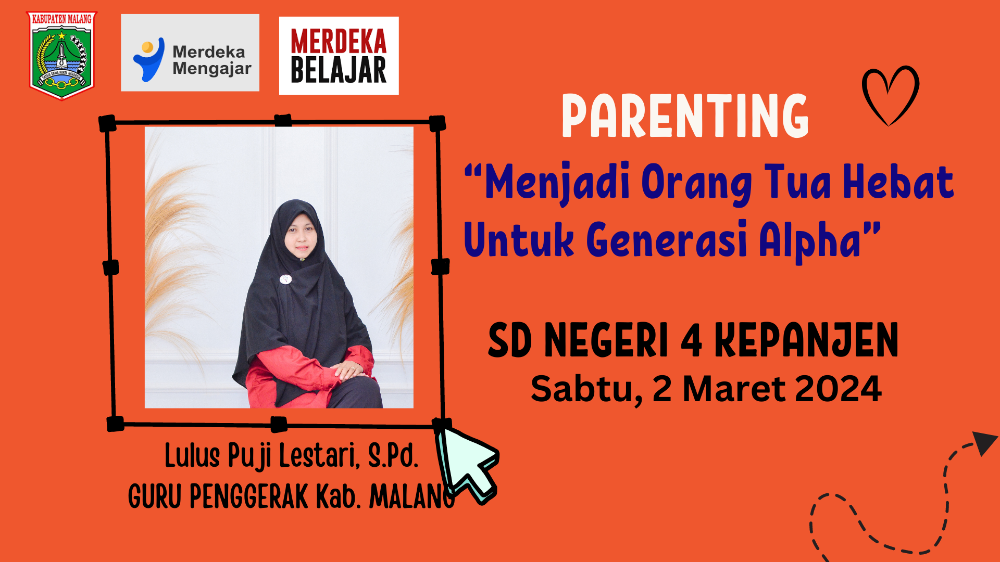 KABUPATEN MALANG
SATATA GAMA KARTA RAHARDJA
Merdeka
Mengajar
MERDEKA
BELAJAR
PARENTING
“Menjadi Orang Tua Hebat
Untuk Generasi Alpha”
SD NEGERI 4 KEPANJEN
Sabtu, 2 Maret 2024
Lulus Puji Lestari, S.Pd.
GURU PENGGERAK Kab. MALANG